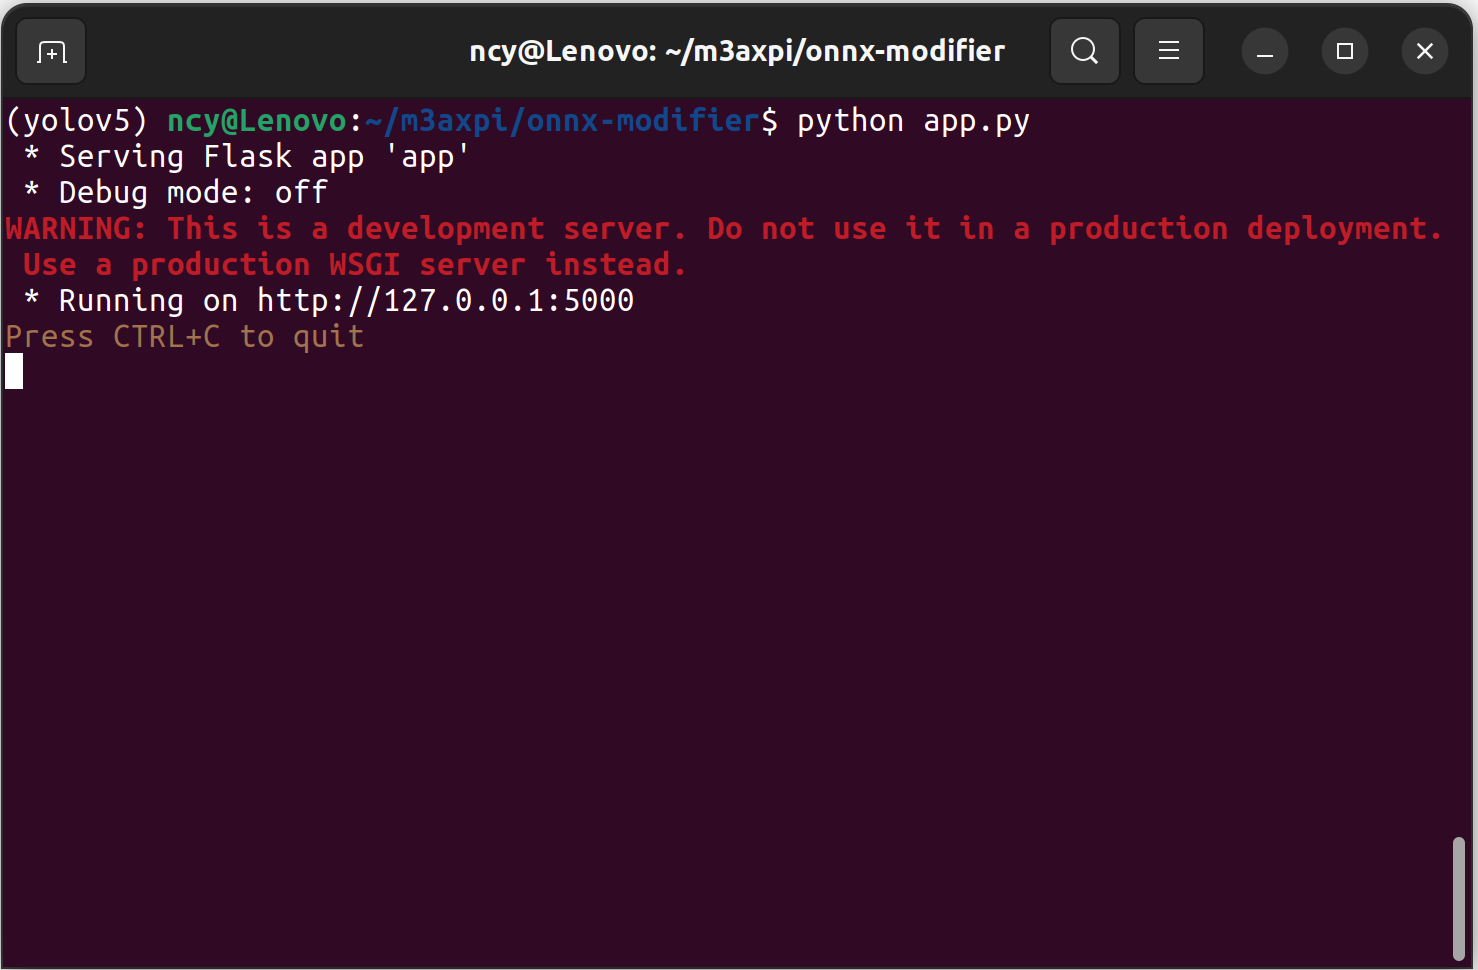 ncy@Lenovo: ~/m3axpi/onnx-modifier
(yolov5) ncy@Lenovo:~/m3axpi/onnx-modifier$ python app.py
 * Serving Flask app 'app'
 * Debug mode: off
WARNING: This is a development server. Do not use it in a production deployment.
 Use a production WSGI server instead.
 * Running on http://127.0.0.1:5000
Press CTRL+C to quit